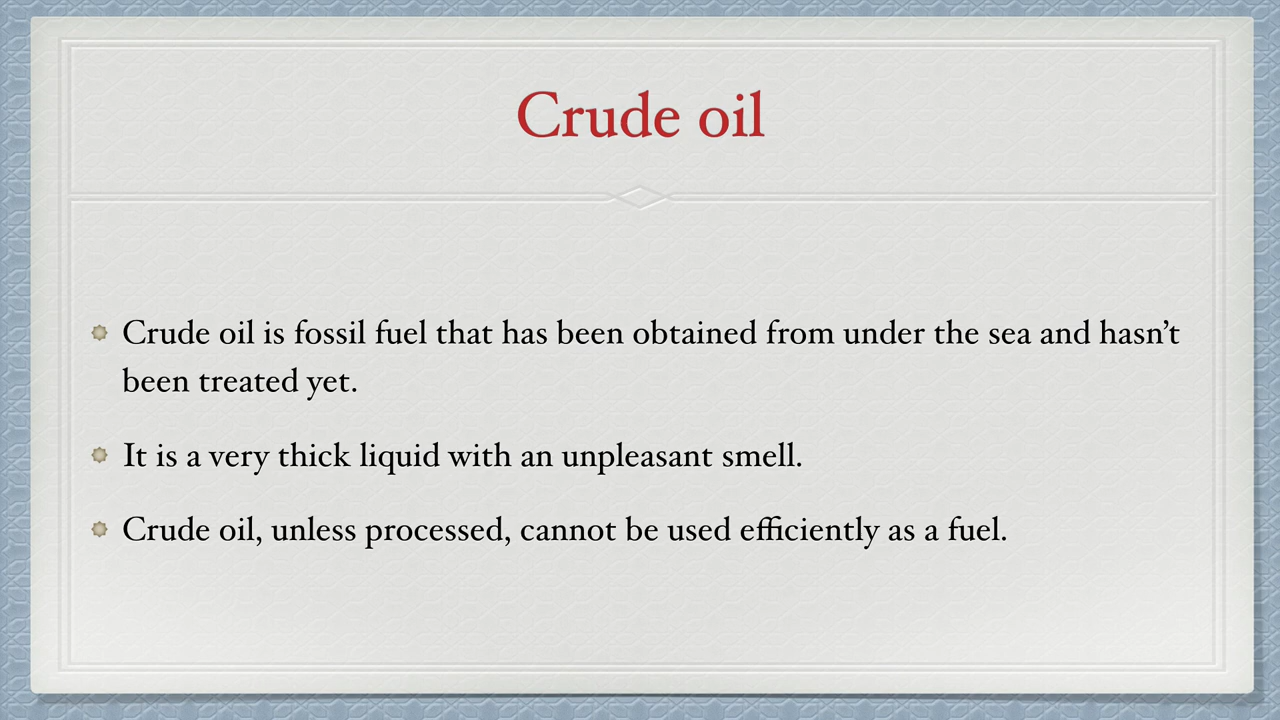 Crude oil
Crude oil is fossil fuel that has been obtained from under the sea and hasn’t
been treated yet.
It is a very thick liquid with an unpleasant smell.
Crude oil, unless processed, cannot be used efficiently as a fuel.